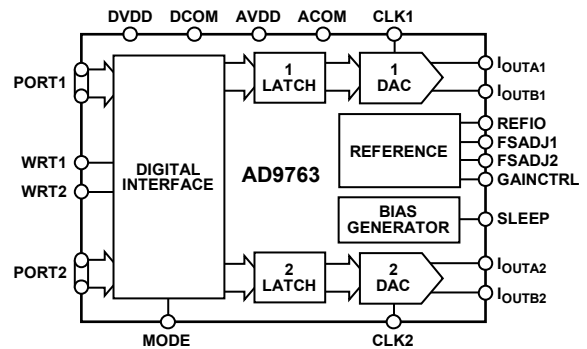 DVDD DCOM AVDD ACOM CLK1
PORT1
WRT1
WRT2
PORT2
DIGITAL
INTERFACE
1
LATCH
1
DAC
AD9763
REFERENCE
BIAS
GENERATOR
2
LATCH
2
DAC
IOUTA1
IOUTB1
REFIO
FSADJ1
FSADJ2
GAINCTRL
SLEEP
IOUTA2
IOUTB2
MODE CLK2